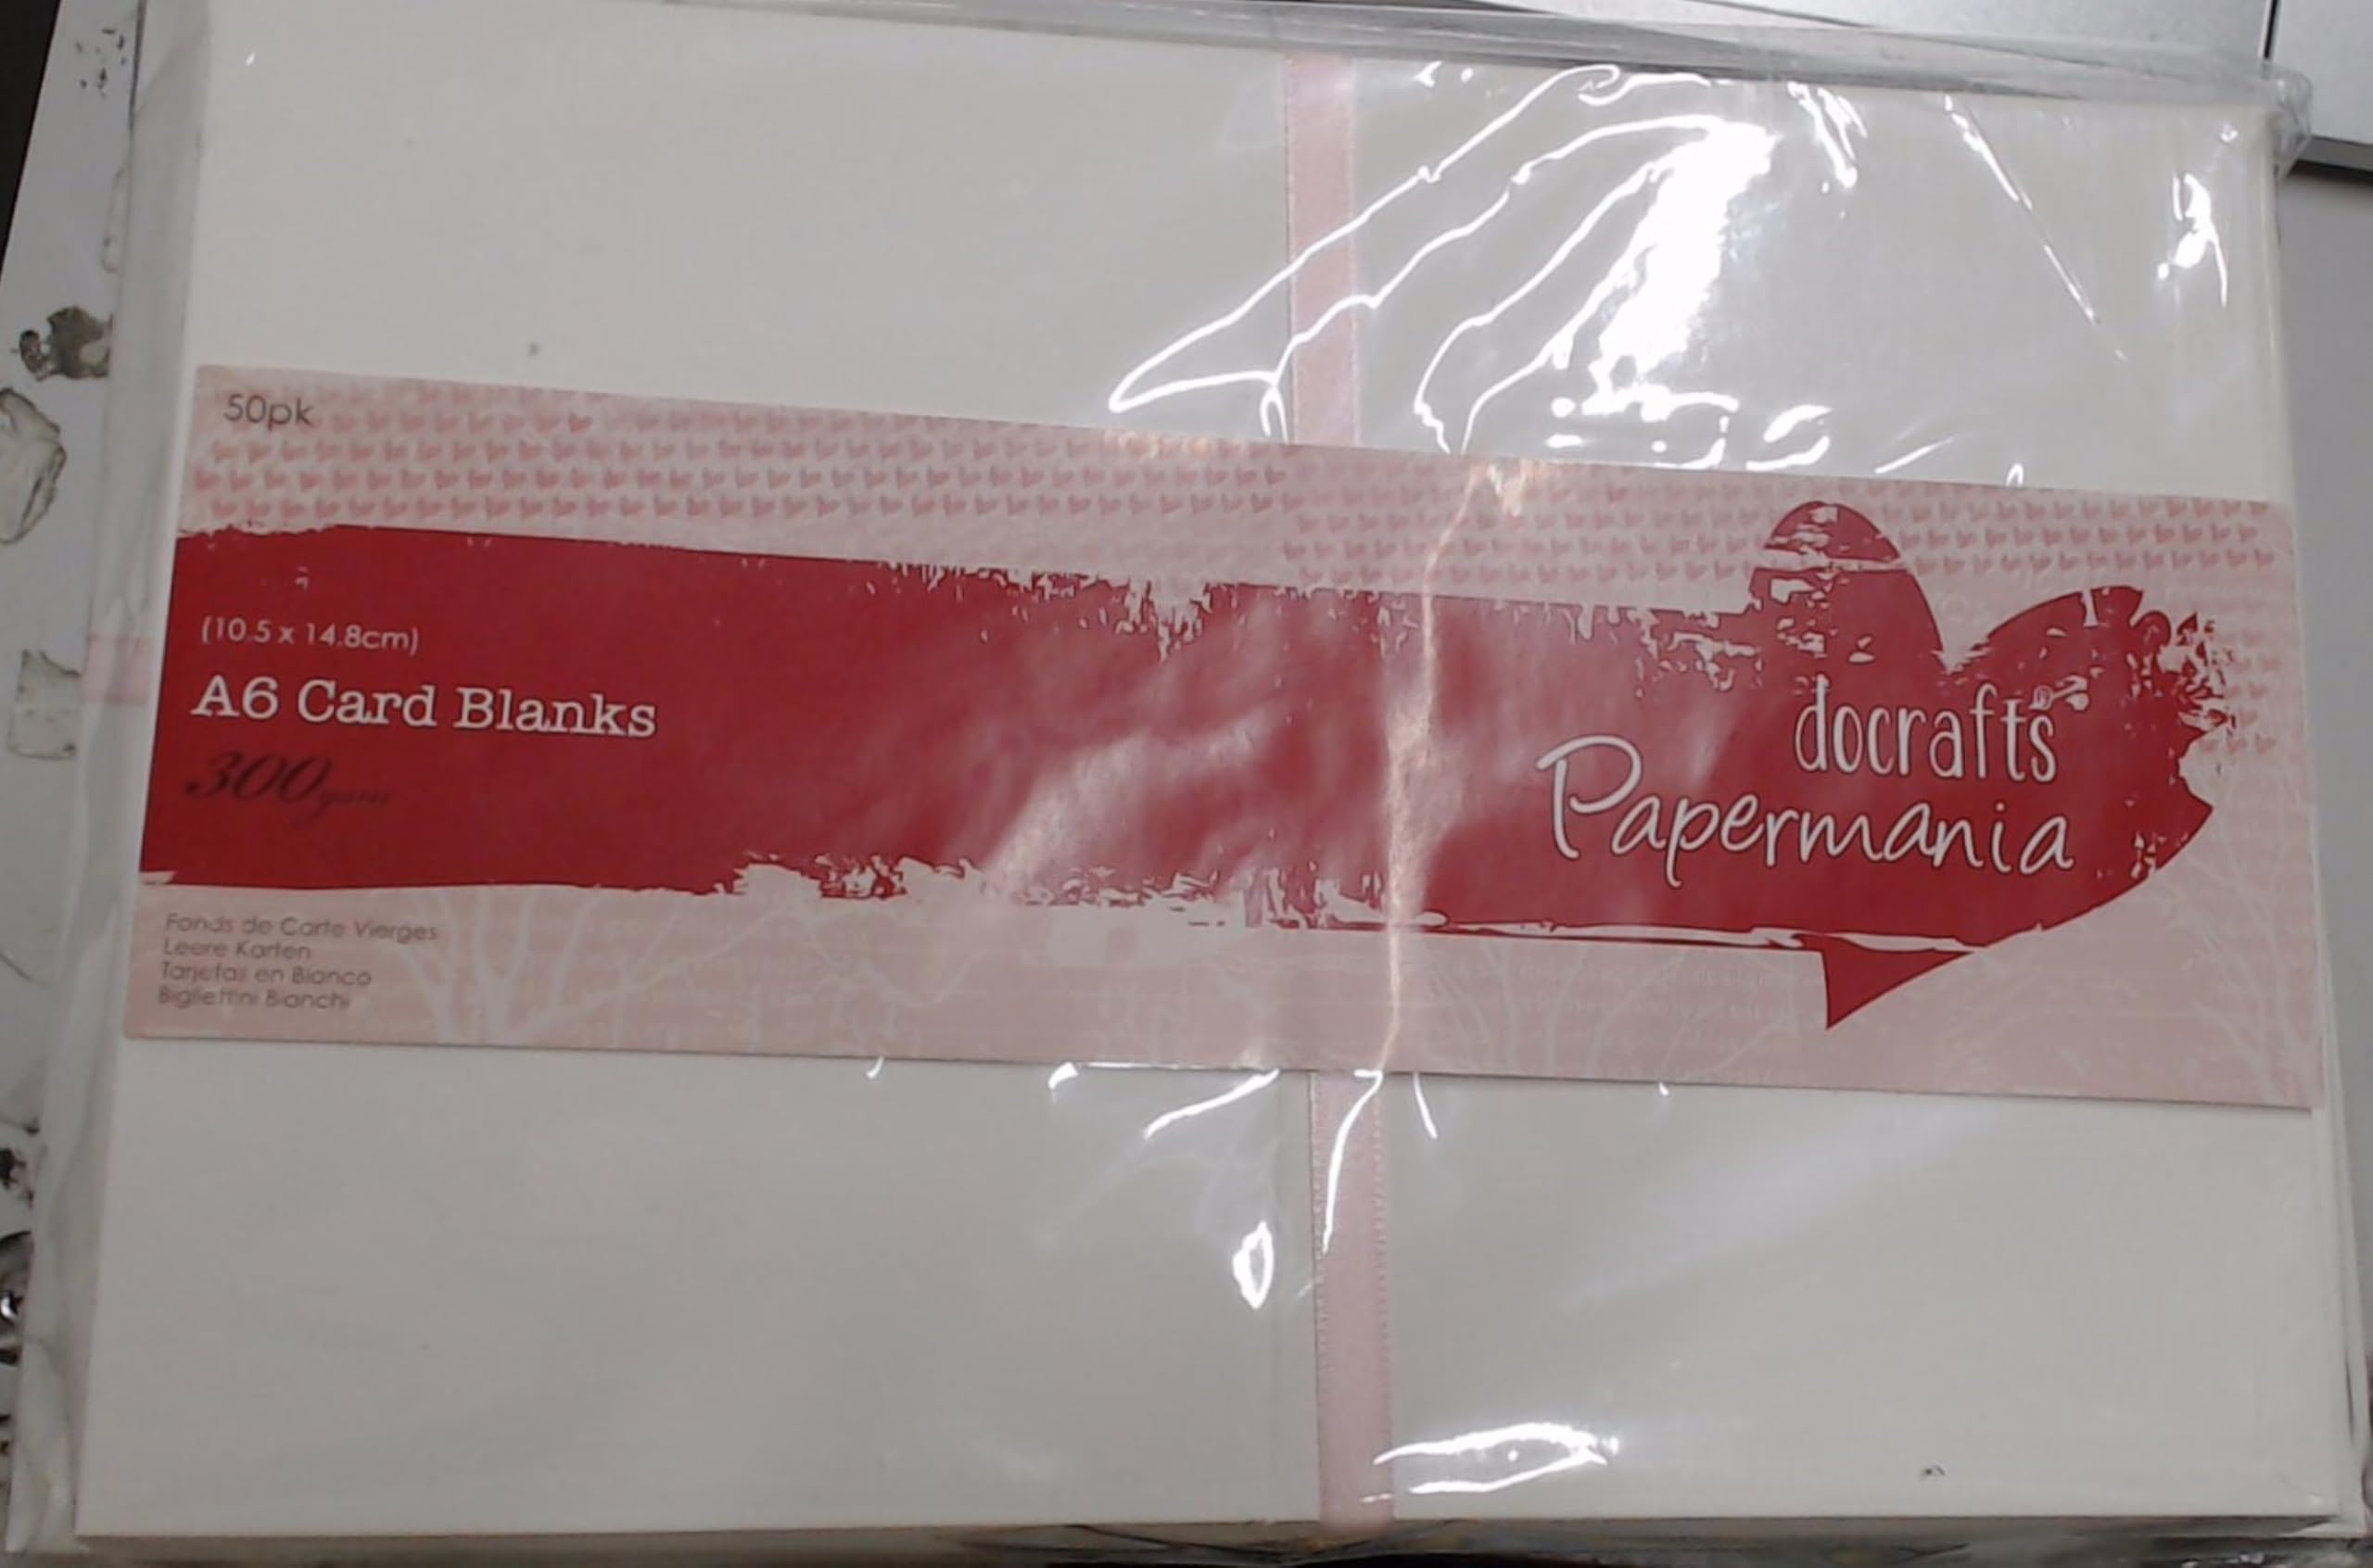 50pk
(10.5 x 14.8cm)
A6 Card Blanks
300gsm
docrafts®
Papermania
Fonds de Carte Vierges
Leere Karten
Tarjetas en Blanco
Bigliettini Bianchi